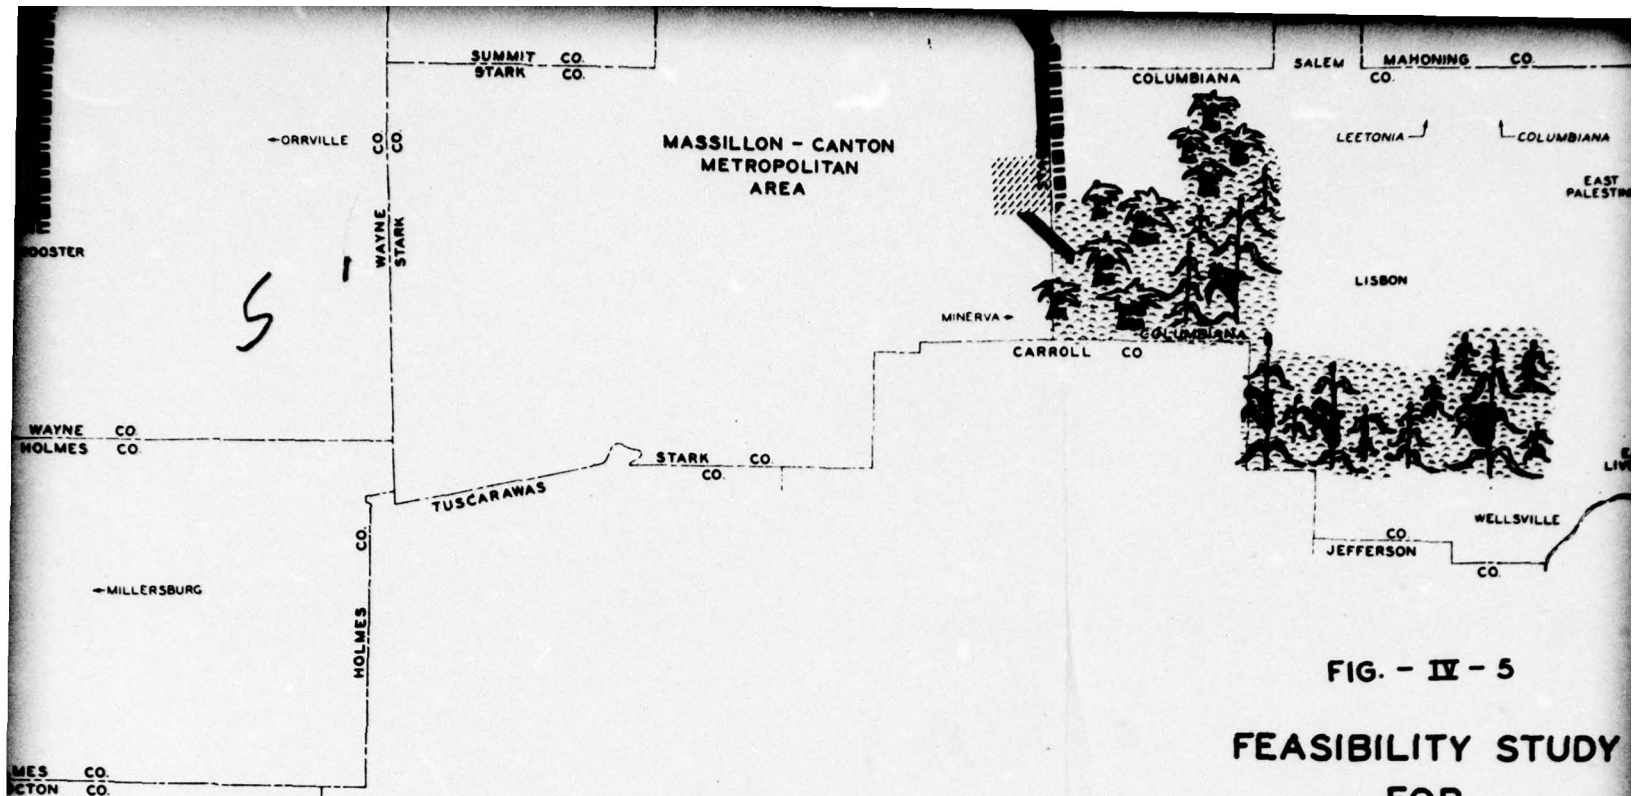 SUMMIT CO.
STARK CO.
COLUMBIANA CO.
SALEM
MAHONING CO.
ORRVILLE
WAYNE CO.
STARK CO.
MASSILLON - CANTON
METROPOLITAN
AREA
LEETONIA
COLUMBIANA
EAST
LISBON
S
MINERVA
COLUMBIANA
CARROLL CO
WAYNE CO.
HOLMES CO.
STARK CO.
TUSCARAWAS CO.
HOLMES CO.
MILLERSBURG
WELLSVILLE
CO.
JEFFERSON
CO.
FIG. - IV - 5
FEASIBILITY STUDY
FOR
CO.
CO.